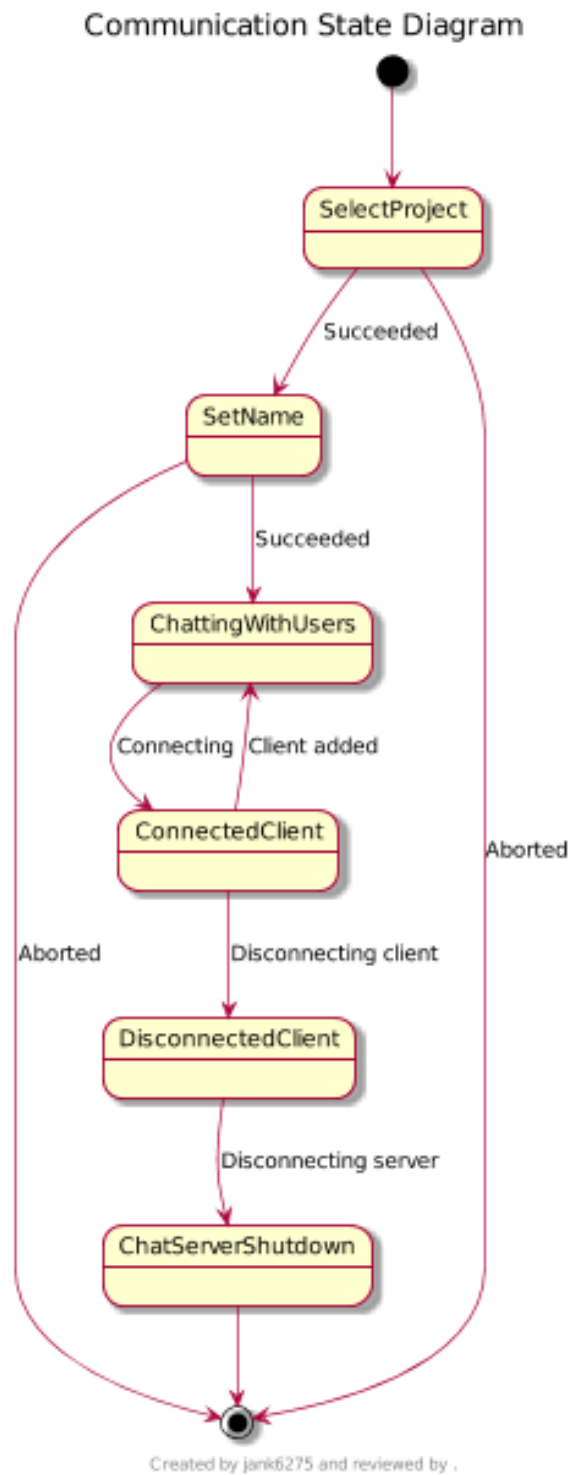 Communication State Diagram
SelectProject
Succeeded
SetName
Succeeded
ChattingWithUsers
Connecting
Client added
ConnectedClient
Aborted
Aborted
Disconnecting client
DisconnectedClient
Disconnecting server
ChatServerShutdown
Created by jank6275 and reviewed by .